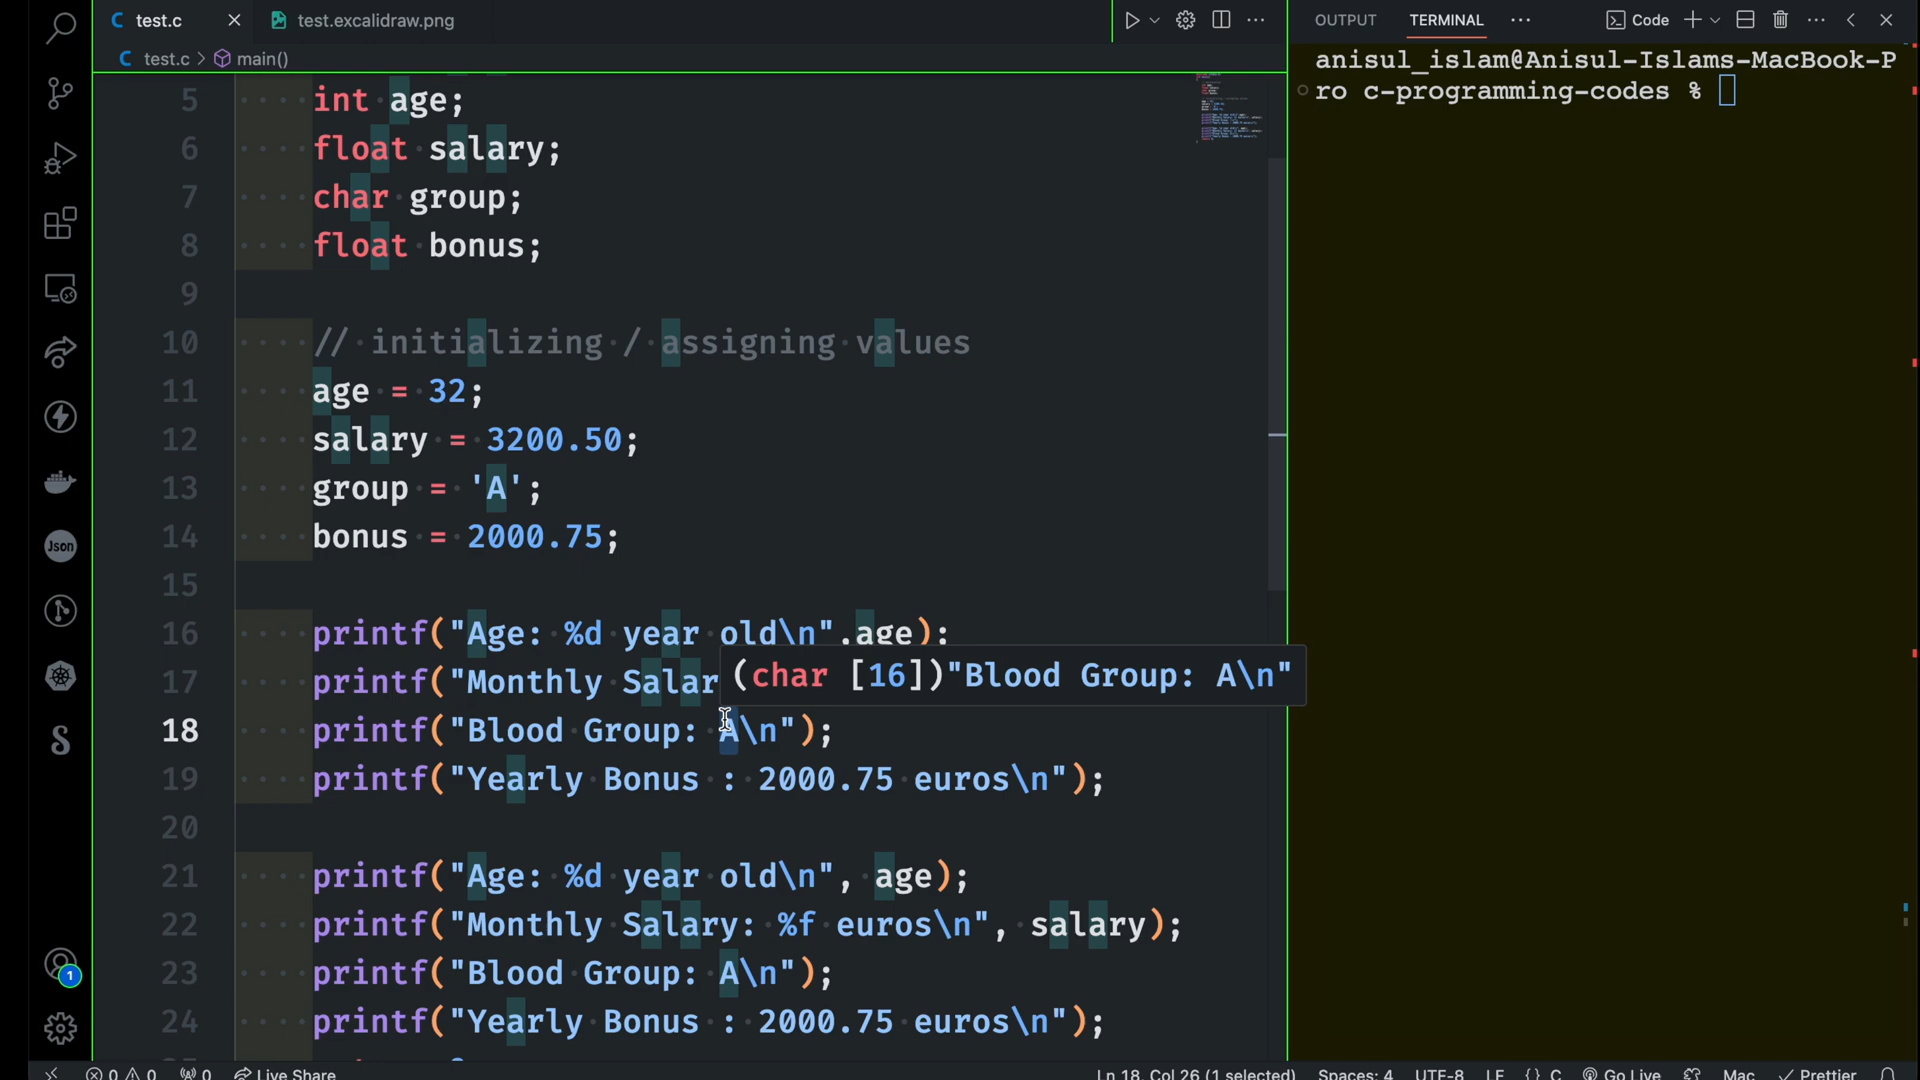 test.c
test.excalidraw.png
OUTPUT TERMINAL
Code
test.c > main()
anisul_islam@Anisul-Islams-MacBook-P
ro c-programming-codes %
5 int age;
6 float salary;
7 char group;
8 float bonus;
9
10 // initializing / assigning values
11 age = 32;
12 salary = 3200.50;
13 group = 'A';
14 bonus = 2000.75;
15
16 printf("Age: %d year old\n",age);
17 printf("Monthly Salar
(char [16])"Blood Group: A\n"
18 printf("Blood Group: A\n");
19 printf("Yearly Bonus : 2000.75 euros\n");
20
21 printf("Age: %d year old\n", age);
22 printf("Monthly Salary: %f euros\n", salary);
23 printf("Blood Group: A\n");
24 printf("Yearly Bonus : 2000.75 euros\n");
Json
1
0 0 0 Live Share
Ln 18, Col 26 (1 selected) Spaces: 4 UTF-8 LF {} C Go Live Mac Prettier